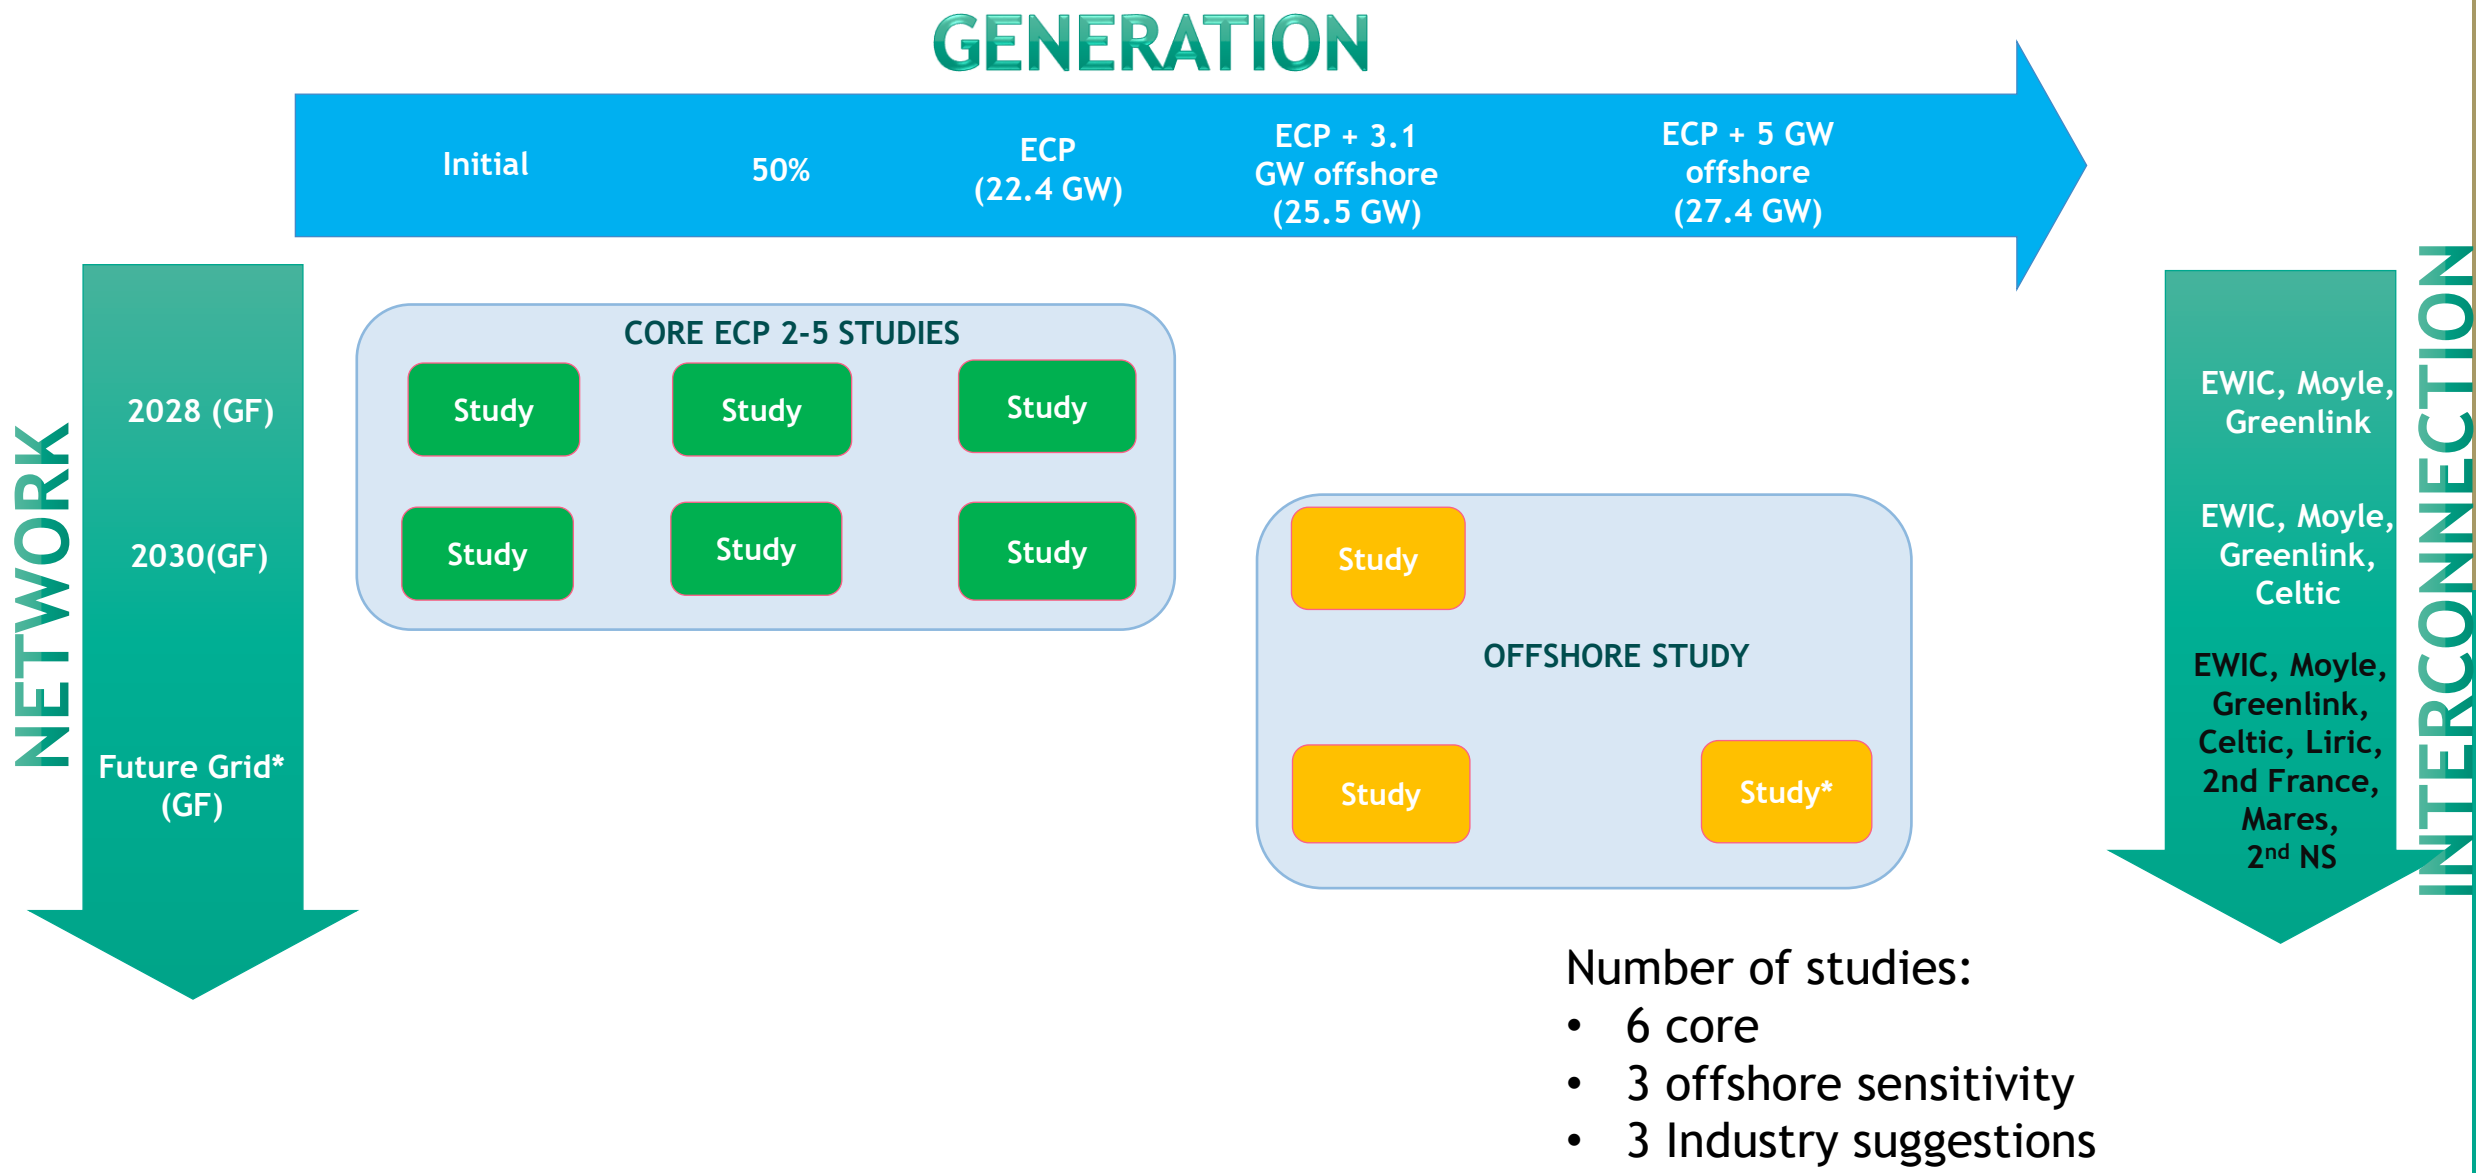 GENERATION
Initial
50%
ECP
(22.4 GW)
ECP + 3.1
GW offshore
(25.5 GW)
ECP + 5 GW
offshore
(27.4 GW)
NETWORK
2028 (GF)
2030(GF)
Future Grid*
(GF)
CORE ECP 2-5 STUDIES
Study
Study
Study
Study
Study
Study
Study
OFFSHORE STUDY
Study
Study*
EWIC, Moyle,
Greenlink
EWIC, Moyle,
Greenlink,
Celtic
EWIC, Moyle,
Greenlink,
Celtic, Liric,
2nd France,
Mares,
2nd NS
INTERCONNECTION
Number of studies:
• 6 core
• 3 offshore sensitivity
• 3 Industry suggestions